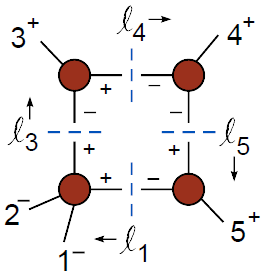 ℓ₄
3⁺ 4⁺
+ −
− −
ℓ₃ ℓ₅
+ +
+ −
2⁻
1⁻ ℓ₁ 5⁺